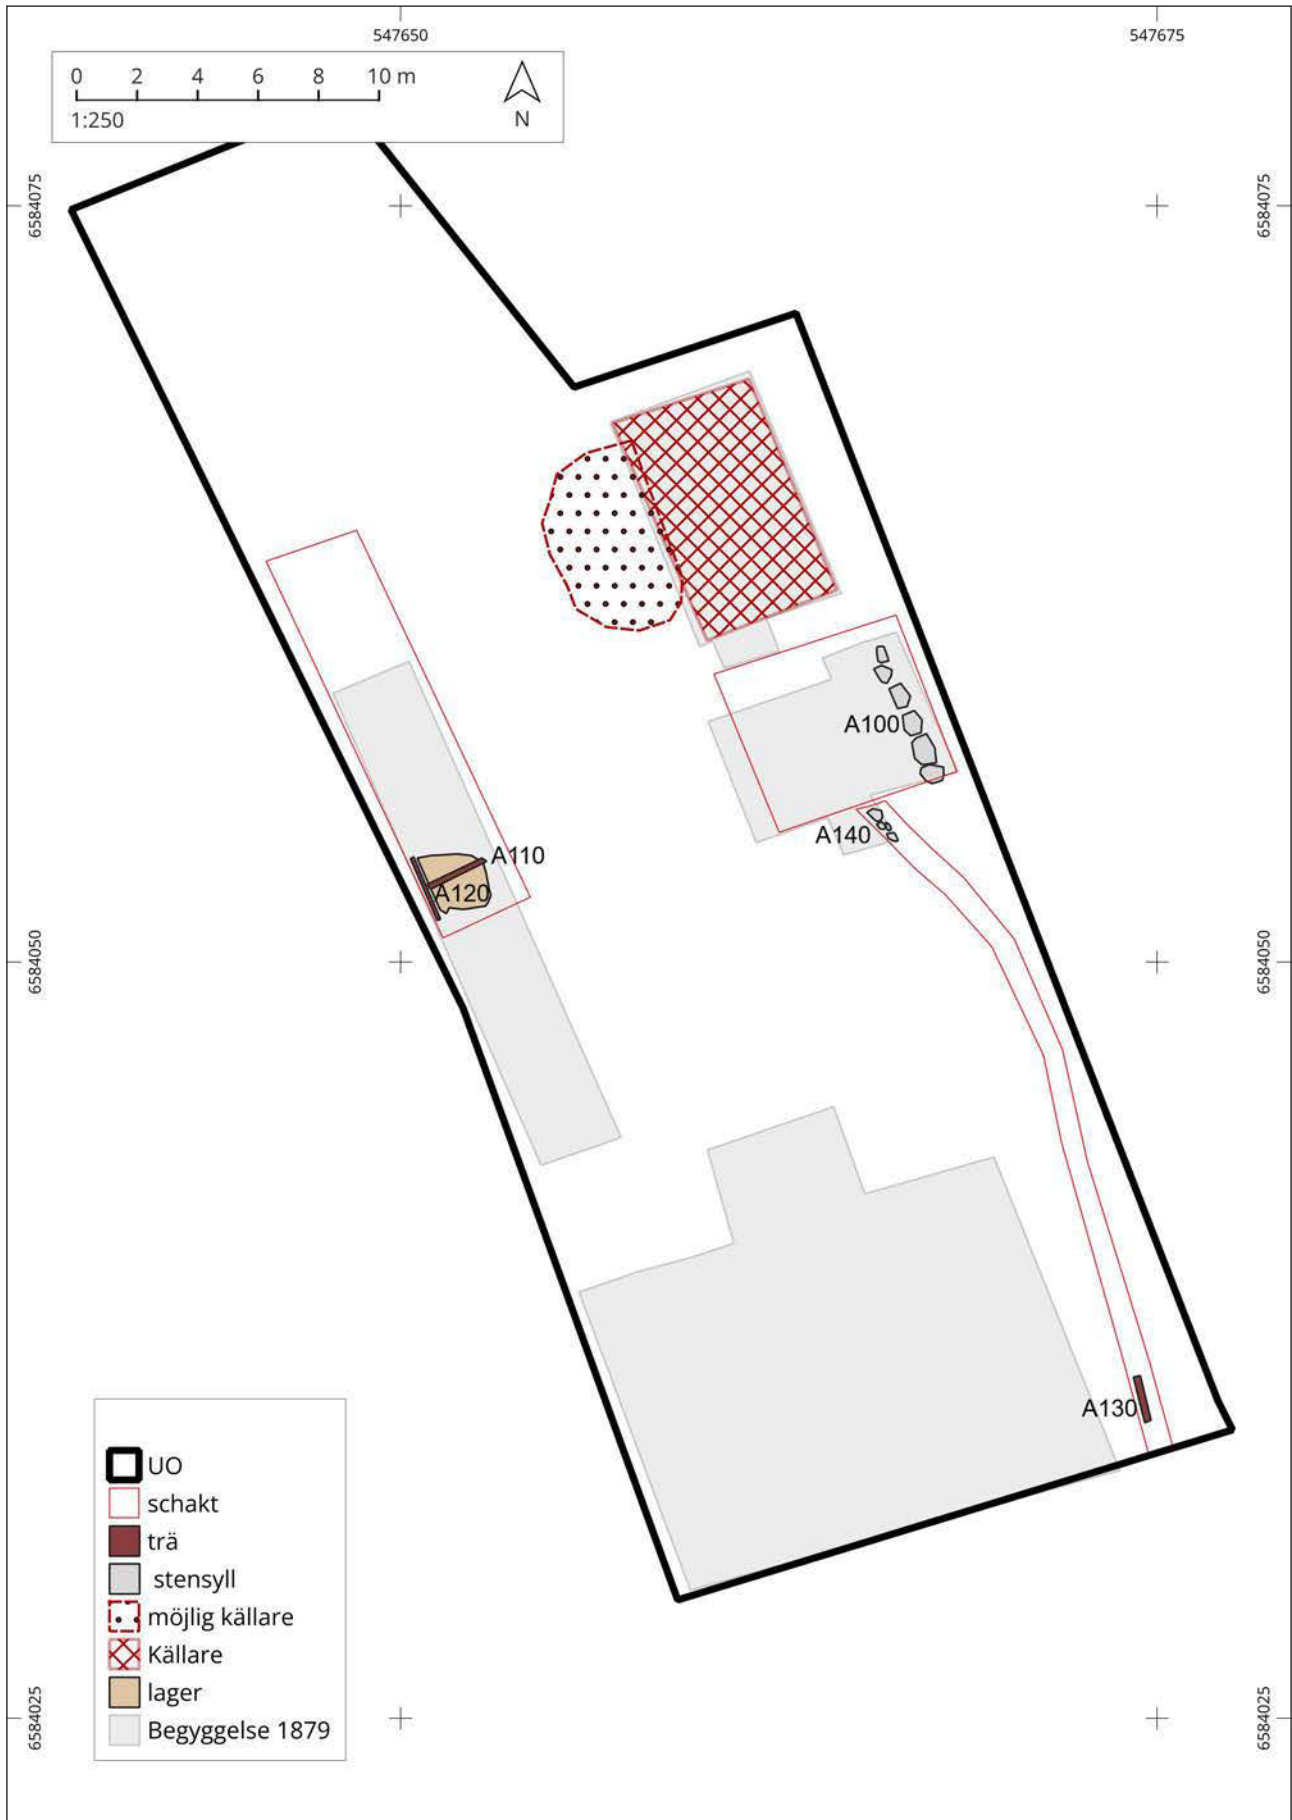 547650 547675
0 2 4 6 8 10 m
1:250
N
6584075 6584075
A100
A140
A110
A120
6584050 6584050
A130
UO
schakt
trä
stensyll
möjlig källare
Källare
lager
Begyggelse 1879
6584025 6584025